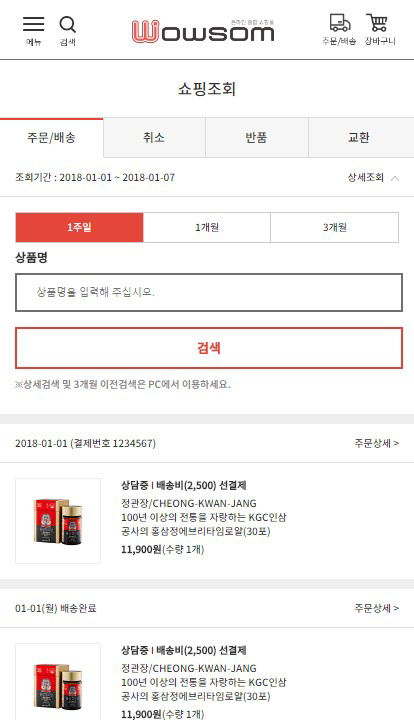 메뉴
검색
온라인 종합 쇼핑몰
Wowsom
주문/배송
장바구니
쇼핑조회
주문/배송
취소
반품
교환
조회기간 : 2018-01-01 ~ 2018-01-07
상세조회
1주일
1개월
3개월
상품명
상품명을 입력해 주십시오.
검색
※상세검색 및 3개월 이전검색은 PC에서 이용하세요.
2018-01-01 (결제번호 1234567)
주문상세 >
상담중 I 배송비(2,500) 선결제
정관장/CHEONG-KWAN-JANG
100년 이상의 전통을 자랑하는 KGC인삼
공사의 홍삼정에브리타임로얄(30포)
11,900원(수량 1개)
01-01(월) 배송완료
주문상세 >
상담중 I 배송비(2,500) 선결제
정관장/CHEONG-KWAN-JANG
100년 이상의 전통을 자랑하는 KGC인삼
공사의 홍삼정에브리타임로얄(30포)
11,900원(수량 1개)